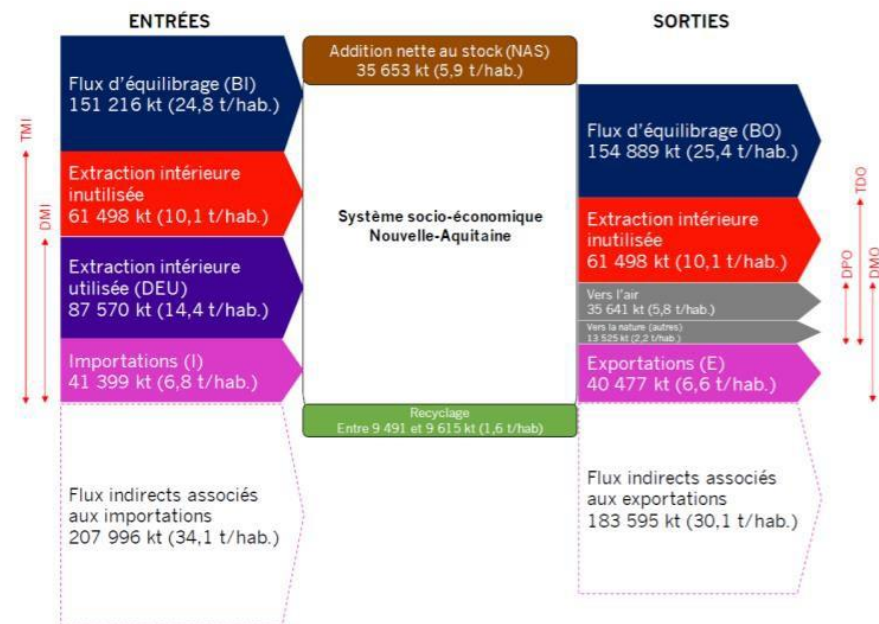 ENTRÉES
SORTIES
Addition nette au stock (NAS)
35 653 kt (5,9 t/hab.)
Flux d'équilibrage (BI)
151 216 kt (24,8 t/hab.)
Extraction intérieure
inutilisée
61 498 kt (10,1 t/hab.)
Extraction intérieure
utilisée (DEU)
87 570 kt (14,4 t/hab.)
Importations (I)
41 399 kt (6,8 t/hab.)
Flux indirects associés
aux importations
207 996 kt (34,1 t/hab.)
TMI
DMI
Système socio-économique
Nouvelle-Aquitaine
Recyclage
Entre 9 491 et 9 615 kt (1,6 t/hab)
Flux d'équilibrage (BO)
154 889 kt (25,4 t/hab.)
Extraction intérieure
inutilisée
61 498 kt (10,1 t/hab.)
Vers l'air
35 641 kt (5,8 t/hab.)
Vers la nature (autres)
13 525 kt (2,2 t/hab.)
Exportations (E)
40 477 kt (6,6 t/hab.)
Flux indirects associés
aux exportations
183 595 kt (30,1 t/hab.)
DPO
TDO
DMO